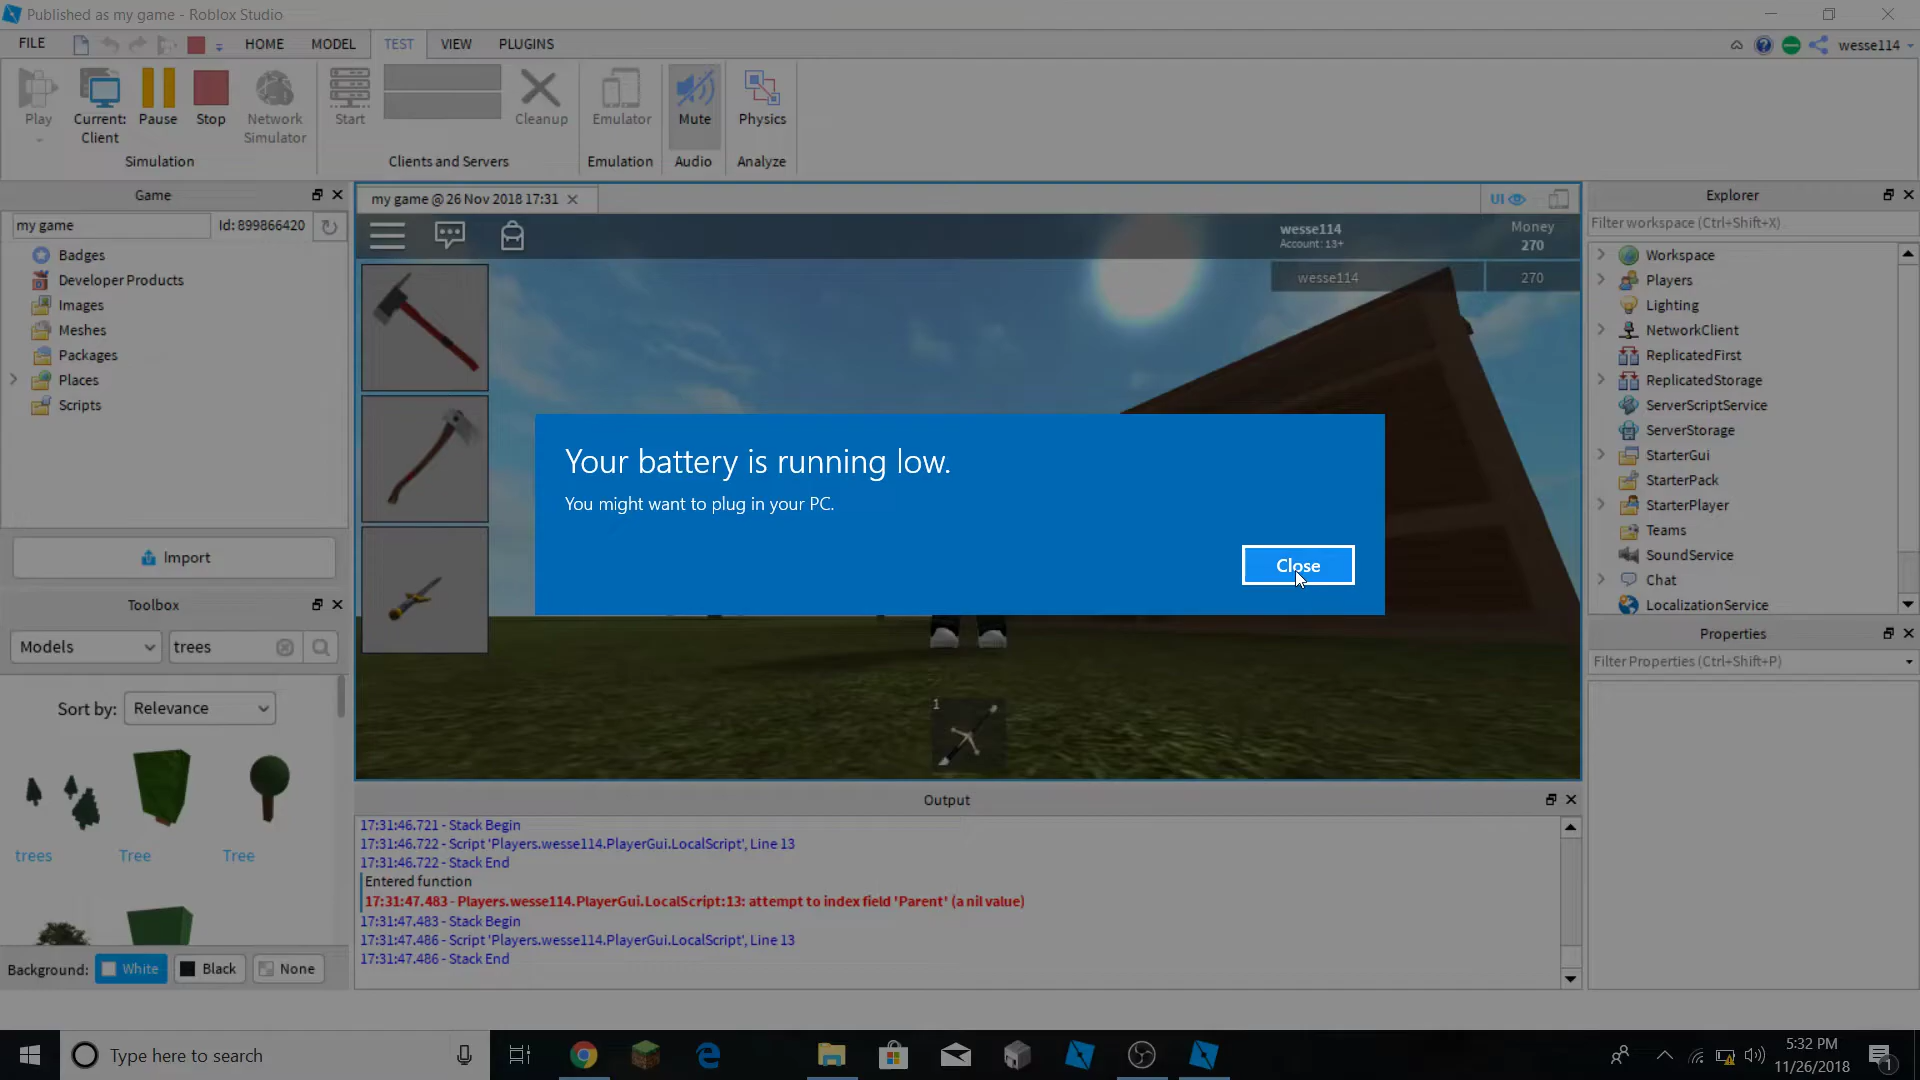 Published as my game - Roblox Studio
FILE
HOME
MODEL
TEST
VIEW
PLUGINS
wesse114
Play
Current:
Client
Pause
Stop
Network
Simulator
Simulation
Start
Cleanup
Clients and Servers
Emulator
Emulation
Mute
Audio
Physics
Analyze
Game
my game
Id: 899866420
Badges
Developer Products
Images
Meshes
Packages
Places
Scripts
Import
Toolbox
Models
trees
Sort by:
Relevance
trees
Tree
Tree
Background:
White
Black
None
my game @ 26 Nov 2018 17:31
UI
wesse114
Account: 13+
Money
270
wesse114
270
Your battery is running low.
You might want to plug in your PC.
Close
1
Output
17:31:46.721 - Stack Begin
17:31:46.722 - Script 'Players.wesse114.PlayerGui.LocalScript', Line 13
17:31:46.722 - Stack End
Entered function
17:31:47.483 - Players.wesse114.PlayerGui.LocalScript:13: attempt to index field 'Parent' (a nil value)
17:31:47.483 - Stack Begin
17:31:47.486 - Script 'Players.wesse114.PlayerGui.LocalScript', Line 13
17:31:47.486 - Stack End
Explorer
Filter workspace (Ctrl+Shift+X)
Workspace
Players
Lighting
NetworkClient
ReplicatedFirst
ReplicatedStorage
ServerScriptService
ServerStorage
StarterGui
StarterPack
StarterPlayer
Teams
SoundService
Chat
LocalizationService
Properties
Filter Properties (Ctrl+Shift+P)
Type here to search
5:32 PM
11/26/2018
1